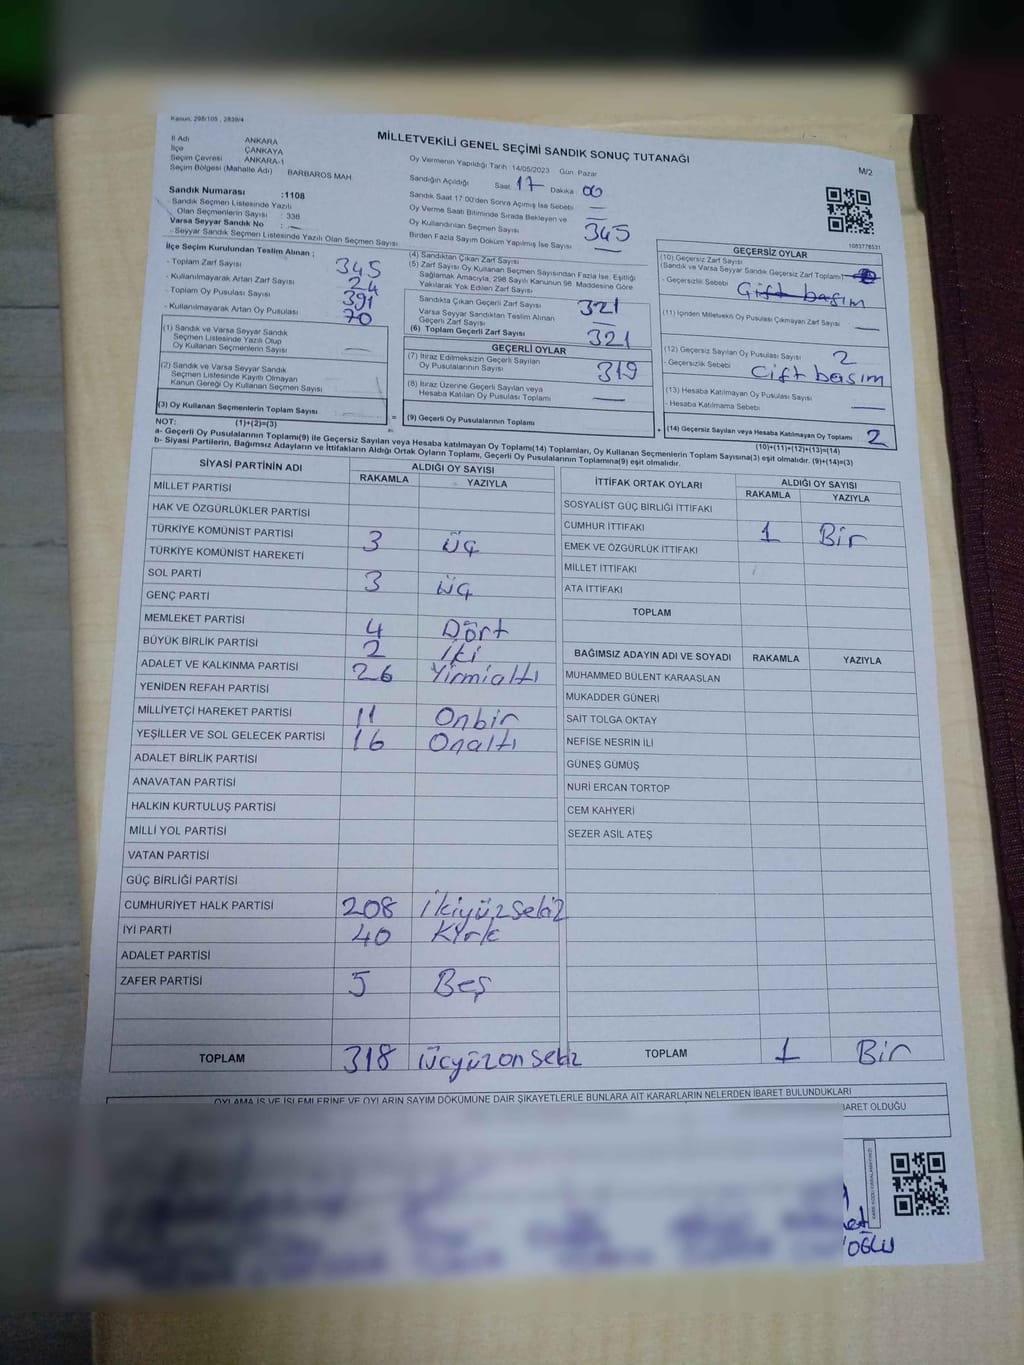 Kanun, 298/105 , 2839/4
MİLLETVEKİLİ GENEL SEÇİMİ SANDIK SONUÇ TUTANAĞI
M/2
İl Adı ANKARA
İlçe ÇANKAYA
Seçim Çevresi ANKARA-1
Seçim Bölgesi (Mahalle Adı) BARBAROS MAH
Sandık Numarası :1108
- Sandık Seçmen Listesinde Yazılı
Olan Seçmenlerin Sayısı : 338
Varsa Seyyar Sandık No :
- Seyyar Sandık Seçmen Listesinde Yazılı Olan Seçmen Sayısı
Oy Vermenin Yapıldığı Tarih :14/05/2023 Gün: Pazar
Sandığın Açıldığı Saat 17 Dakika 00
Sandık Saat 17:00'den Sonra Açılmış İse Sebebi
Oy Verme Saati Bitiminde Sırada Bekleyen ve
Oy Kullandırılan Seçmen Sayısı 345
Birden Fazla Sayım Döküm Yapılmış İse Sayısı
1083778531
İlçe Seçim Kurulundan Teslim Alınan ;
- Toplam Zarf Sayısı 345
- Kullanılmayarak Artan Zarf Sayısı 24
- Toplam Oy Pusulası Sayısı 391
- Kullanılmayarak Artan Oy Pusulası 70
(1) Sandık ve Varsa Seyyar Sandık
Seçmen Listesinde Yazılı Olup
Oy Kullanan Seçmenlerin Sayısı
(2) Sandık ve Varsa Seyyar Sandık
Seçmen Listesinde Kayıtlı Olmayan
Kanun Gereği Oy Kullanan Seçmen Sayısı
(3) Oy Kullanan Seçmenlerin Toplam Sayısı
(1)+(2)=(3)
(4) Sandıktan Çıkan Zarf Sayısı
(5) Zarf Sayısı Oy Kullanan Seçmen Sayısından Fazla İse, Eşitliği
Sağlamak Amacıyla, 298 Sayılı Kanunun 98. Maddesine Göre
Yakılarak Yok Edilen Zarf Sayısı
Sandıkta Çıkan Geçerli Zarf Sayısı 321
Varsa Seyyar Sandıktan Teslim Alınan
Geçerli Zarf Sayısı
(6) Toplam Geçerli Zarf Sayısı 321
GEÇERLİ OYLAR
(7) İtiraz Edilmeksizin Geçerli Sayılan
Oy Pusulalarının Sayısı 319
(8) İtiraz Üzerine Geçerli Sayılan veya
Hesaba Katılan Oy Pusulası Toplamı
(9) Geçerli Oy Pusulalarının Toplamı
GEÇERSİZ OYLAR
(10) Geçersiz Zarf Sayısı
(Sandık ve Varsa Seyyar Sandık Geçersiz Zarf Toplamı)
- Geçersizlik Sebebi Çift basım
(11) İçinden Milletvekili Oy Pusulası Çıkmayan Zarf Sayısı
(12) Geçersiz Sayılan Oy Pusulası Sayısı 2
- Geçersizlik Sebebi Çift basım
(13) Hesaba Katılmayan Oy Pusulası Sayısı
- Hesaba Katılmama Sebebi
(14) Geçersiz Sayılan veya Hesaba Katılmayan Oy Toplamı 2
(10)+(11)+(12)+(13)=(14)
NOT:
a- Geçerli Oy Pusulalarının Toplamı(9) ile Geçersiz Sayılan veya Hesaba katılmayan Oy Toplamı(14) Toplamları, Oy Kullanan Seçmenlerin Toplam Sayısına(3) eşit olmalıdır. (9)+(14)=(3)
b- Siyasi Partilerin, Bağımsız Adayların ve İttifakların Aldığı Ortak Oyların Toplamı, Geçerli Oy Pusulalarının Toplamına(9) eşit olmalıdır.
SİYASİ PARTİNİN ADI ALDIĞI OY SAYISI
RAKAMLA YAZIYLA
MİLLET PARTİSİ
HAK VE ÖZGÜRLÜKLER PARTİSİ
TÜRKİYE KOMÜNİST PARTİSİ 3 üç
TÜRKİYE KOMÜNİST HAREKETİ
SOL PARTİ 3 üç
GENÇ PARTİ
MEMLEKET PARTİSİ 4 Dört
BÜYÜK BİRLİK PARTİSİ 2 İki
ADALET VE KALKINMA PARTİSİ 26 Yirmialtı
YENİDEN REFAH PARTİSİ
MİLLİYETÇİ HAREKET PARTİSİ 11 Onbir
YEŞİLLER VE SOL GELECEK PARTİSİ 16 Onaltı
ADALET BİRLİK PARTİSİ
ANAVATAN PARTİSİ
HALKIN KURTULUŞ PARTİSİ
MİLLİ YOL PARTİSİ
VATAN PARTİSİ
GÜÇ BİRLİĞİ PARTİSİ
CUMHURİYET HALK PARTİSİ 208 ikiyüzsekiz
İYİ PARTİ 40 Kırk
ADALET PARTİSİ
ZAFER PARTİSİ 5 Beş
TOPLAM 318 üçyüzonsekiz
İTTİFAK ORTAK OYLARI ALDIĞI OY SAYISI
RAKAMLA YAZIYLA
SOSYALİST GÜÇ BİRLİĞİ İTTİFAKI
CUMHUR İTTİFAKI 1 Bir
EMEK VE ÖZGÜRLÜK İTTİFAKI
MİLLET İTTİFAKI
ATA İTTİFAKI
TOPLAM
BAĞIMSIZ ADAYIN ADI VE SOYADI RAKAMLA YAZIYLA
MUHAMMED BÜLENT KARAASLAN
MUKADDER GÜNERİ
SAİT TOLGA OKTAY
NEFİSE NESRİN İLİ
GÜNEŞ GÜMÜŞ
NURİ ERCAN TORTOP
CEM KAHYERİ
SEZER ASİL ATEŞ
TOPLAM 1 Bir
OYLAMA İŞ VE İŞLEMLERİNE VE OYLARIN SAYIM DÖKÜMÜNE DAİR ŞİKAYETLERLE BUNLARA AİT KARARLARIN NELERDEN İBARET BULUNDUKLARI
BARET OLDUĞU
OĞLU